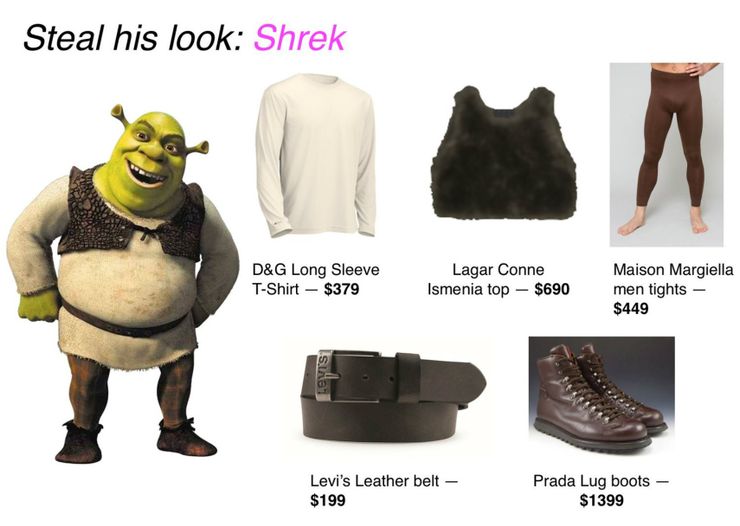 Steal his look: Shrek
D&G Long Sleeve
T-Shirt — $379
Lagar Conne
Ismenia top — $690
Maison Margiella
men tights —
$449
LEVI'S
Levi's Leather belt —
$199
Prada Lug boots —
$1399